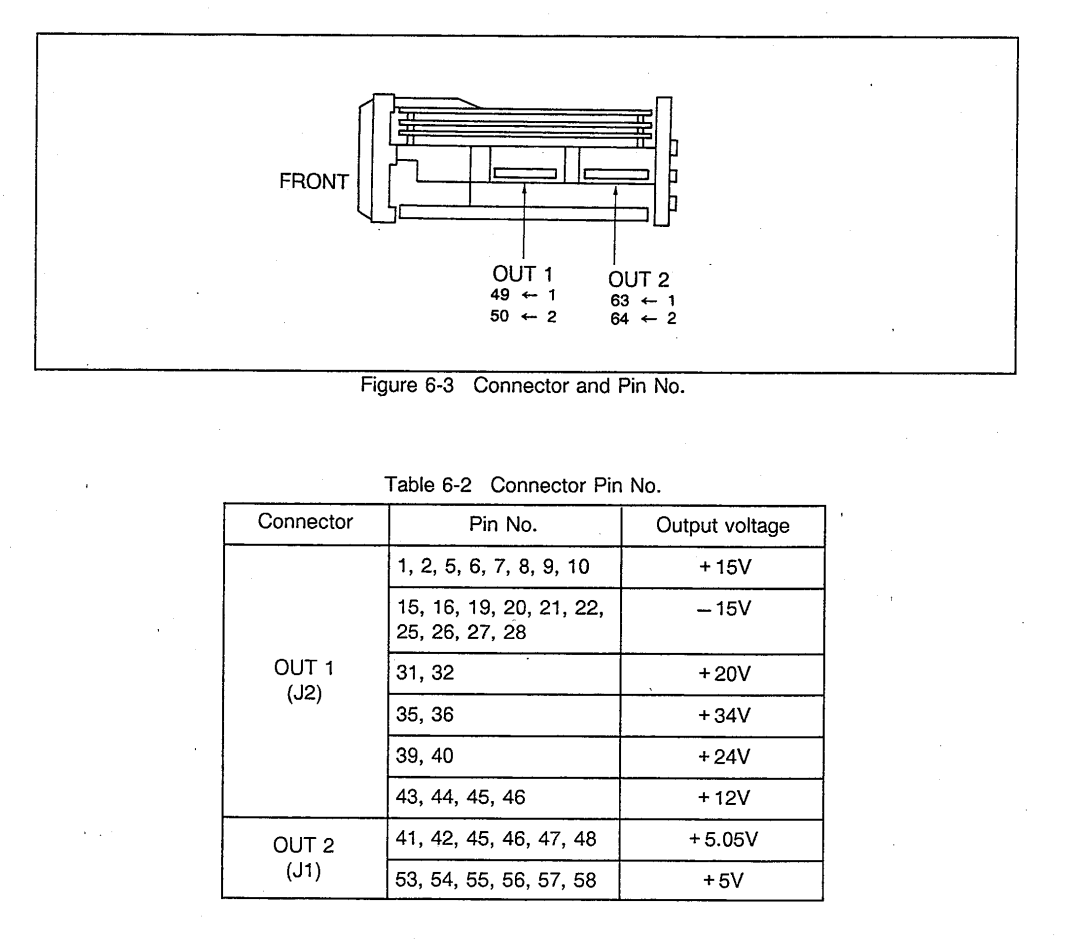 FRONT
OUT 1
49 ← 1
50 ← 2
OUT 2
63 ← 1
64 ← 2
Figure 6-3 Connector and Pin No.
Table 6-2 Connector Pin No.
Connector Pin No. Output voltage
OUT 1
(J2)
1, 2, 5, 6, 7, 8, 9, 10 +15V
15, 16, 19, 20, 21, 22,
25, 26, 27, 28
−15V
31, 32 +20V
35, 36 +34V
39, 40 +24V
43, 44, 45, 46 +12V
OUT 2
(J1)
41, 42, 45, 46, 47, 48 +5.05V
53, 54, 55, 56, 57, 58 +5V